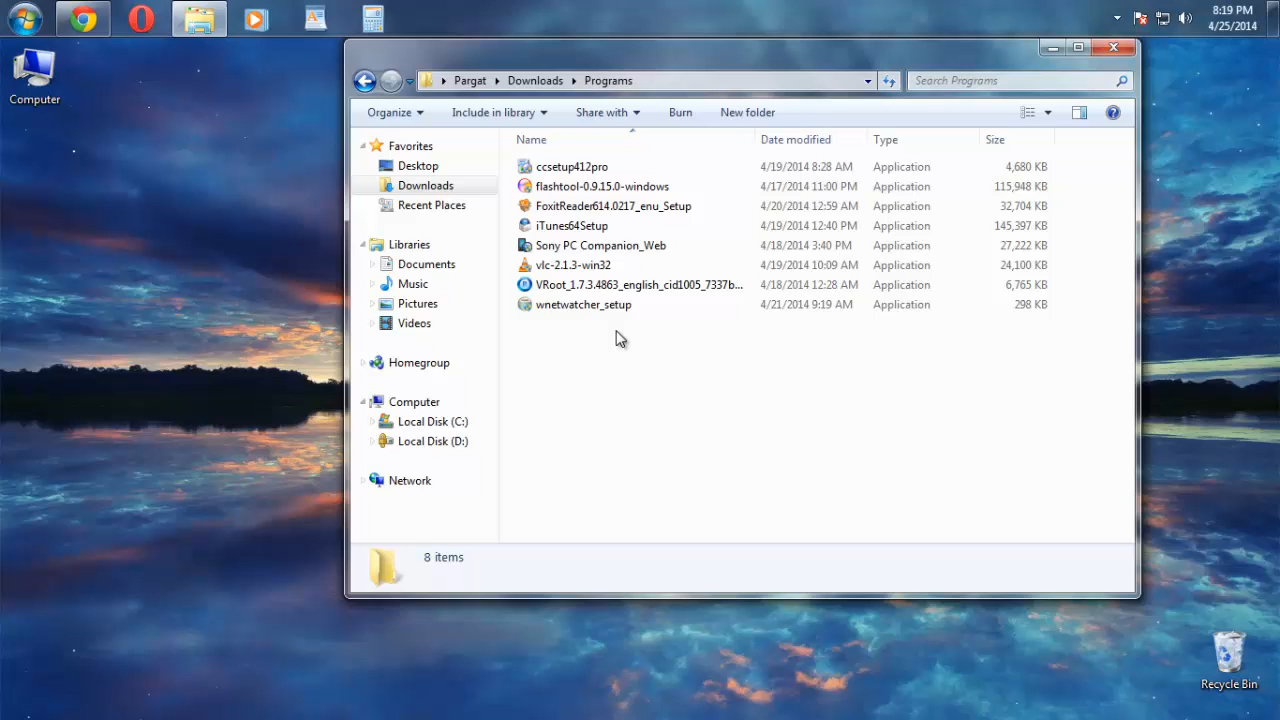 8:19 PM
4/25/2014
Computer
Pargat Downloads Programs
Search Programs
Organize Include in library Share with Burn New folder
Name Date modified Type Size
Favorites
Desktop
Downloads
Recent Places
Libraries
Documents
Music
Pictures
Videos
Homegroup
Computer
Local Disk (C:)
Local Disk (D:)
Network
ccsetup412pro 4/19/2014 8:28 AM Application 4,680 KB
flashtool-0.9.15.0-windows 4/17/2014 11:00 PM Application 115,948 KB
FoxitReader614.0217_enu_Setup 4/20/2014 12:59 AM Application 32,704 KB
iTunes64Setup 4/19/2014 12:40 PM Application 145,397 KB
Sony PC Companion_Web 4/18/2014 3:40 PM Application 27,222 KB
vlc-2.1.3-win32 4/19/2014 10:09 AM Application 24,100 KB
VRoot_1.7.3.4863_english_cid1005_7337b... 4/18/2014 12:28 AM Application 6,765 KB
wnetwatcher_setup 4/21/2014 9:19 AM Application 298 KB
8 items
Recycle Bin